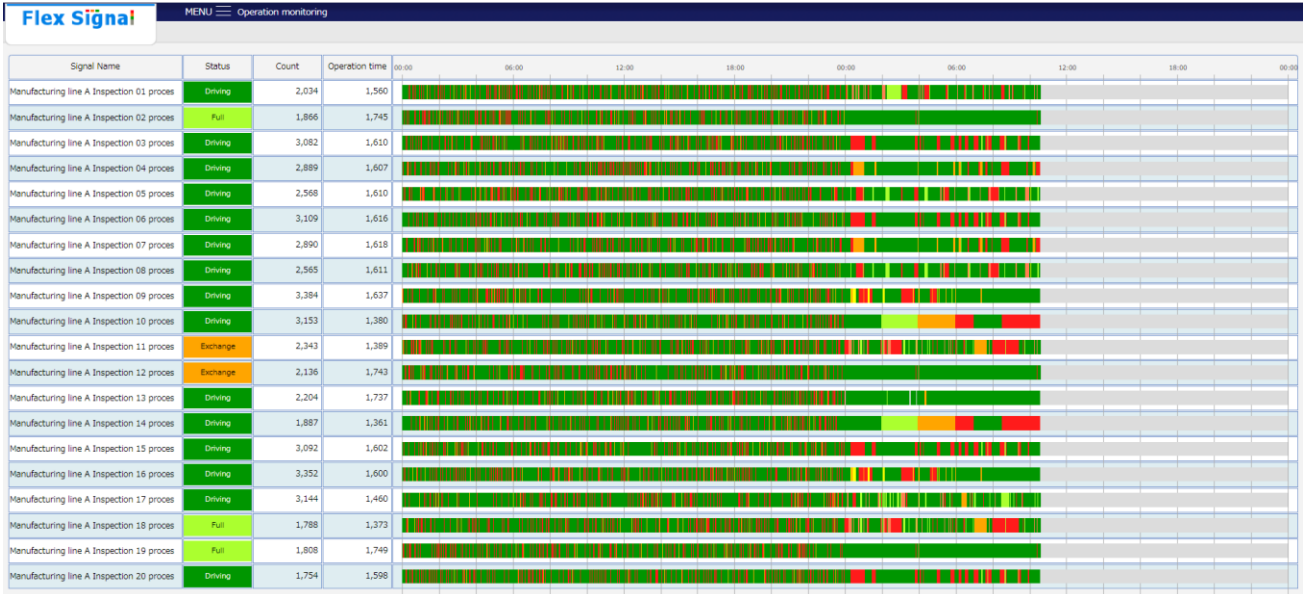 Flex Signal
MENU Operation monitoring
Signal Name Status Count Operation time 00:00 06:00 12:00 18:00 00:00 06:00 12:00 18:00 00:00
Manufacturing line A Inspection 01 proces Driving 2,034 1,560
Manufacturing line A Inspection 02 proces Full 1,866 1,745
Manufacturing line A Inspection 03 proces Driving 3,082 1,610
Manufacturing line A Inspection 04 proces Driving 2,889 1,607
Manufacturing line A Inspection 05 proces Driving 2,568 1,610
Manufacturing line A Inspection 06 proces Driving 3,109 1,616
Manufacturing line A Inspection 07 proces Driving 2,890 1,618
Manufacturing line A Inspection 08 proces Driving 2,565 1,611
Manufacturing line A Inspection 09 proces Driving 3,384 1,637
Manufacturing line A Inspection 10 proces Driving 3,153 1,380
Manufacturing line A Inspection 11 proces Exchange 2,343 1,389
Manufacturing line A Inspection 12 proces Exchange 2,136 1,743
Manufacturing line A Inspection 13 proces Driving 2,204 1,737
Manufacturing line A Inspection 14 proces Driving 1,887 1,361
Manufacturing line A Inspection 15 proces Driving 3,092 1,602
Manufacturing line A Inspection 16 proces Driving 3,352 1,600
Manufacturing line A Inspection 17 proces Driving 3,144 1,460
Manufacturing line A Inspection 18 proces Full 1,788 1,373
Manufacturing line A Inspection 19 proces Full 1,808 1,749
Manufacturing line A Inspection 20 proces Driving 1,754 1,598